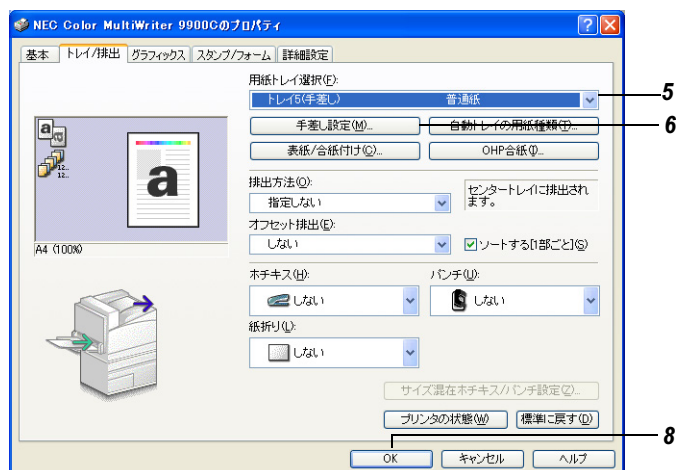 NEC Color MultiWriter 9900Cのプロパティ
基本 トレイ/排出 グラフィックス スタンプ/フォーム 詳細設定
用紙トレイ選択(F):
トレイ5(手差し) 普通紙
5
手差し設定(M)... 自動トレイの用紙種類(T)...
6
表紙/合紙付け(C)... OHP合紙(I)...
排出方法(O):
指定しない
センタートレイに排出され
ます。
オフセット排出(E):
しない
ソートする[1部ごと](S)
A4 (100%)
ホチキス(H): パンチ(U):
しない しない
紙折り(L):
しない
サイズ混在ホチキス/パンチ設定(Z)...
プリンタの状態(W) 標準に戻す(D)
8
OK キャンセル ヘルプ